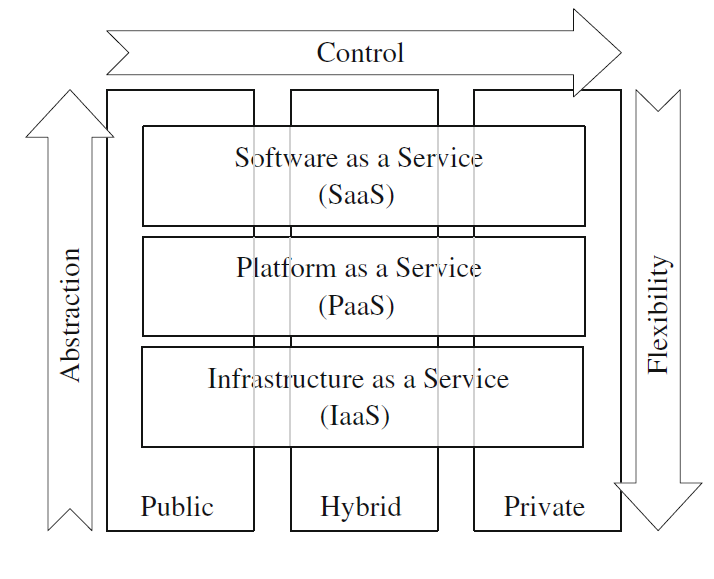 Control
Abstraction
Software as a Service
(SaaS)
Platform as a Service
(PaaS)
Infrastructure as a Service
(IaaS)
Flexibility
Public
Hybrid
Private